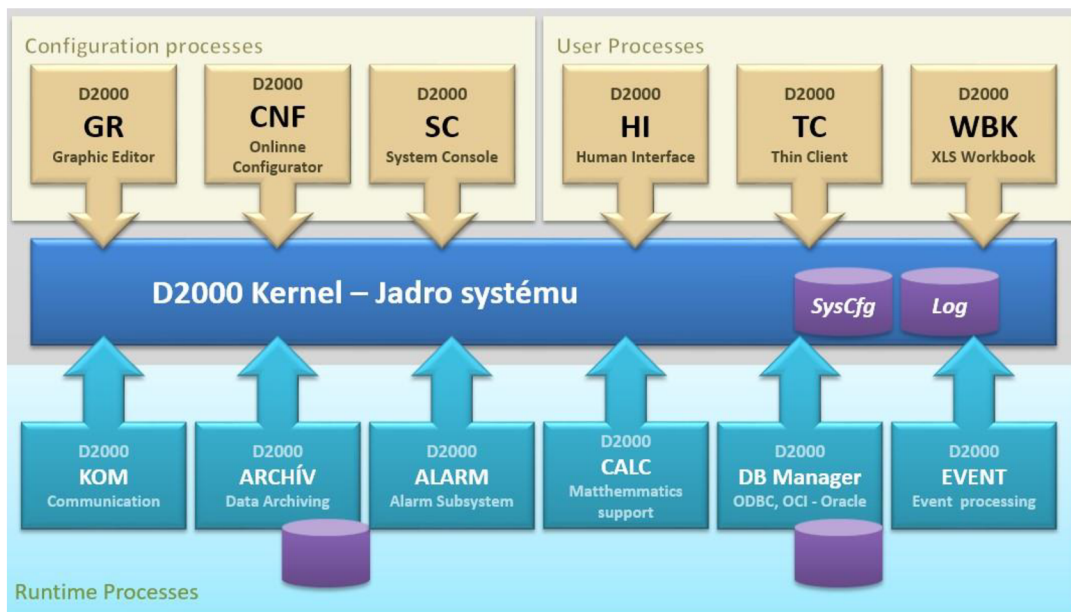 Configuration processes
D2000
GR
Graphic Editor
D2000
CNF
Onlinne
Configurator
D2000
SC
System Console
User Processes
D2000
HI
Human Interface
D2000
TC
Thin Client
D2000
WBK
XLS Workbook
D2000 Kernel – Jadro systému
SysCfg
Log
D2000
KOM
Communication
D2000
ARCHÍV
Data Archiving
D2000
ALARM
Alarm Subsystem
D2000
CALC
Matthemmatics
support
D2000
DB Manager
ODBC, OCI - Oracle
D2000
EVENT
Event processing
Runtime Processes